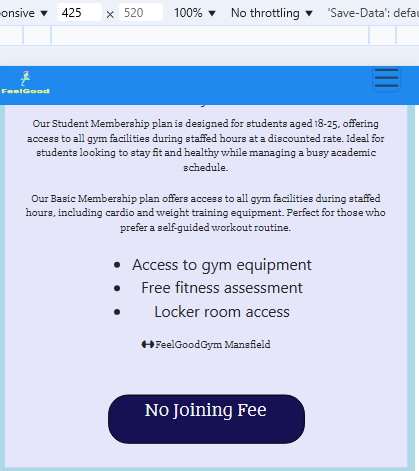 onsive ▼ 425 x 520 100% ▼ No throttling ▼ 'Save-Data': defau
FeelGood
Our Student Membership plan is designed for students aged 18-25, offering
access to all gym facilities during staffed hours at a discounted rate. Ideal for
students looking to stay fit and healthy while managing a busy academic
schedule.
Our Basic Membership plan offers access to all gym facilities during staffed
hours, including cardio and weight training equipment. Perfect for those who
prefer a self-guided workout routine.
• Access to gym equipment
• Free fitness assessment
• Locker room access
FeelGoodGym Mansfield
No Joining Fee